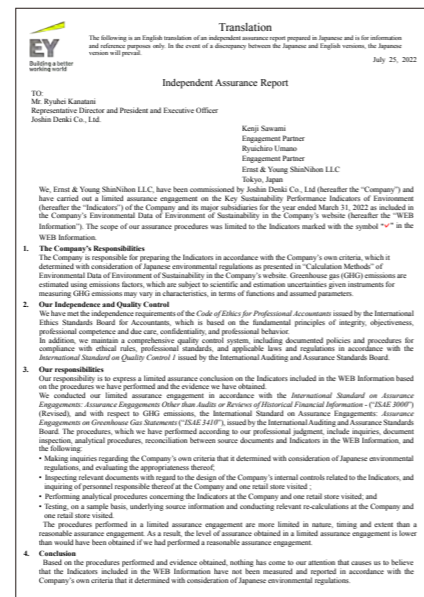 Translation
The following is an English translation of an independent assurance report prepared in Japanese and is for information
and reference purposes only. In the event of a discrepancy between the Japanese and English versions, the Japanese
version will prevail.
EY
Building a better
working world
July 25, 2022
Independent Assurance Report
TO:
Mr. Ryuhei Kanatani
Representative Director and President and Executive Officer
Joshin Denki Co., Ltd.
Kenji Sawami
Engagement Partner
Ryuichiro Umano
Engagement Partner
Ernst & Young ShinNihon LLC
Tokyo, Japan
We, Ernst & Young ShinNihon LLC, have been commissioned by Joshin Denki Co., Ltd (hereafter the “Company”) and
have carried out a limited assurance engagement on the Key Sustainability Performance Indicators of Environment
(hereafter the “Indicators”) of the Company and its major subsidiaries for the year ended March 31, 2022 as included in
the Company’s Environmental Data of Environment of Sustainability in the Company’s website (hereafter the “WEB
Information”). The scope of our assurance procedures was limited to the Indicators marked with the symbol “✓” in the
WEB Information.
1. The Company’s Responsibilities
The Company is responsible for preparing the Indicators in accordance with the Company’s own criteria, which it
determined with consideration of Japanese environmental regulations as presented in “Calculation Methods” of
Environmental Data of Environment of Sustainability in the Company’s website. Greenhouse gas (GHG) emissions are
estimated using emissions factors, which are subject to scientific and estimation uncertainties given instruments for
measuring GHG emissions may vary in characteristics, in terms of functions and assumed parameters.
2. Our Independence and Quality Control
We have met the independence requirements of the Code of Ethics for Professional Accountants issued by the International
Ethics Standards Board for Accountants, which is based on the fundamental principles of integrity, objectiveness,
professional competence and due care, confidentiality, and professional behavior.
In addition, we maintain a comprehensive quality control system, including documented policies and procedures for
compliance with ethical rules, professional standards, and applicable laws and regulations in accordance with the
International Standard on Quality Control 1 issued by the International Auditing and Assurance Standards Board.
3. Our responsibilities
Our responsibility is to express a limited assurance conclusion on the Indicators included in the WEB Information based
on the procedures we have performed and the evidence we have obtained.
We conducted our limited assurance engagement in accordance with the International Standard on Assurance
Engagements: Assurance Engagements Other than Audits or Reviews of Historical Financial Information - (“ISAE 3000”)
(Revised), and with respect to GHG emissions, the International Standard on Assurance Engagements: Assurance
Engagements on Greenhouse Gas Statements (“ISAE 3410”), issued by the International Auditing and Assurance Standards
Board. The procedures, which we have performed according to our professional judgment, include inquiries, document
inspection, analytical procedures, reconciliation between source documents and Indicators in the WEB Information, and
the following:
• Making inquiries regarding the Company’s own criteria that it determined with consideration of Japanese environmental
regulations, and evaluating the appropriateness thereof;
• Inspecting relevant documents with regard to the design of the Company’s internal controls related to the Indicators, and
inquiring of personnel responsible thereof at the Company and one retail store visited ;
• Performing analytical procedures concerning the Indicators at the Company and one retail store visited; and
• Testing, on a sample basis, underlying source information and conducting relevant re-calculations at the Company and
one retail store visited.
The procedures performed in a limited assurance engagement are more limited in nature, timing and extent than a
reasonable assurance engagement. As a result, the level of assurance obtained in a limited assurance engagement is lower
than would have been obtained if we had performed a reasonable assurance engagement.
4. Conclusion
Based on the procedures performed and evidence obtained, nothing has come to our attention that causes us to believe
that the Indicators included in the WEB Information have not been measured and reported in accordance with the
Company’s own criteria that it determined with consideration of Japanese environmental regulations.